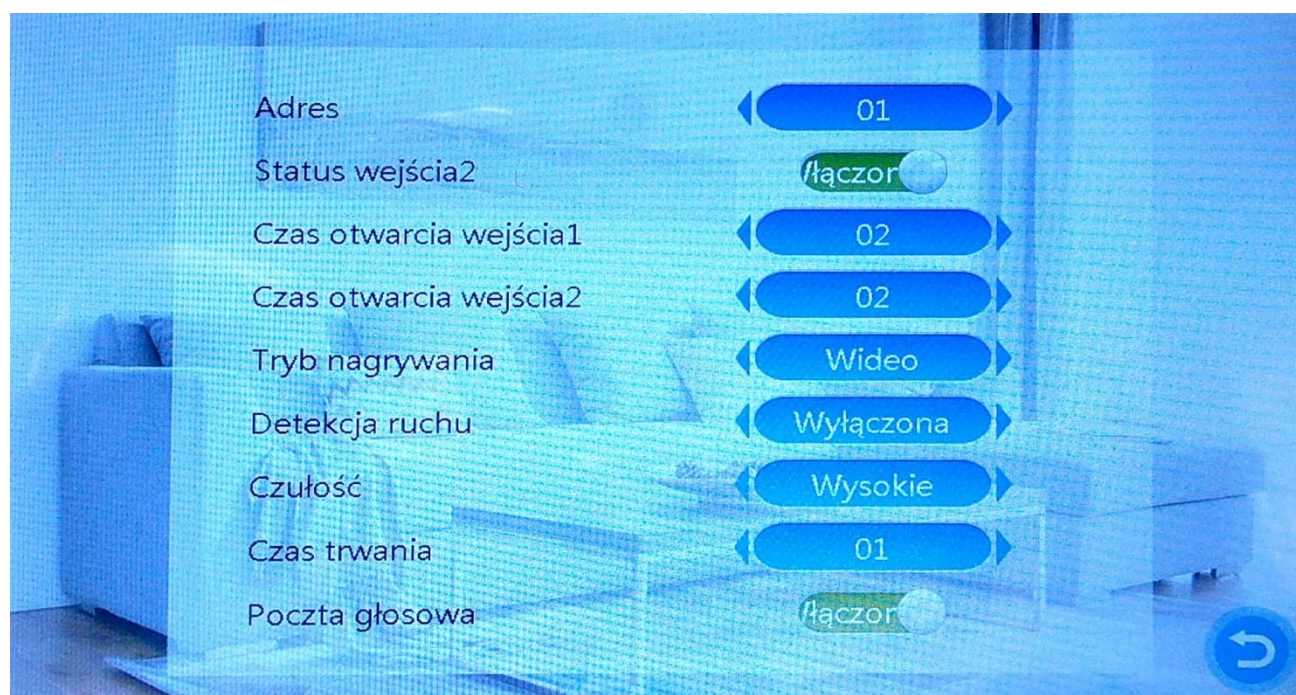 Adres 01
Status wejścia2
Czas otwarcia wejścia1 02
Czas otwarcia wejścia2 02
Tryb nagrywania Wideo
Detekcja ruchu Wyłączona
Czułość Wysokie
Czas trwania 01
Poczta głosowa